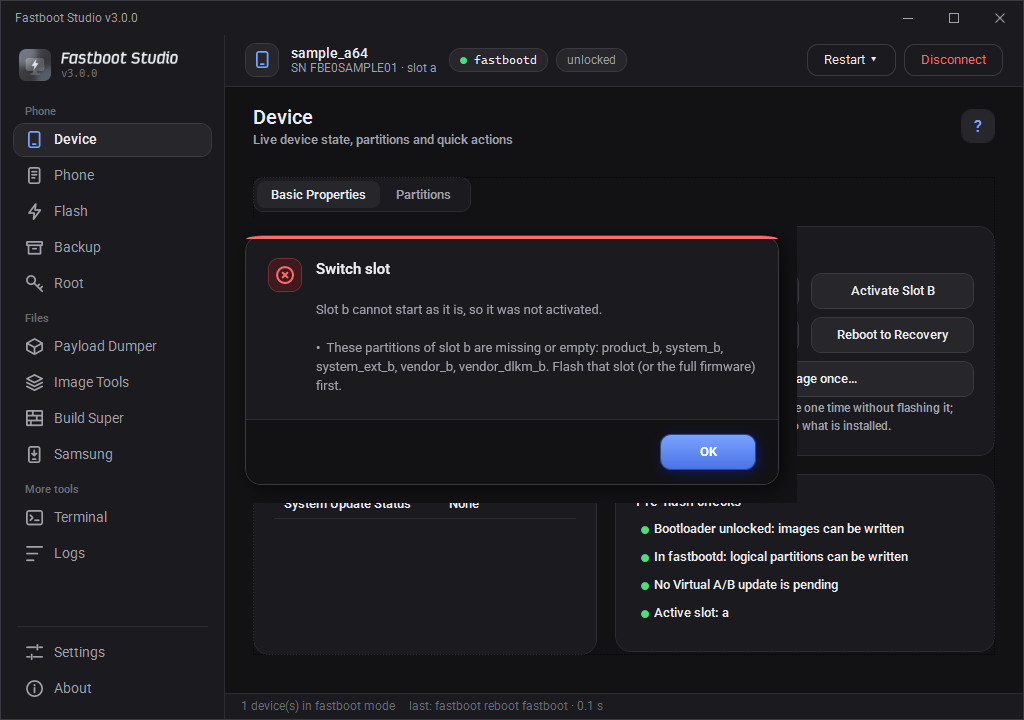 Fastboot Studio v3.0.0
Fastboot Studio
v3.0.0
Phone
Device
Phone
Flash
Backup
Root
Files
Payload Dumper
Image Tools
Build Super
Samsung
More tools
Terminal
Logs
Settings
About
sample_a64
SN FBE0SAMPLE01 · slot a
fastbootd
unlocked
Restart ▾
Disconnect
Device
Live device state, partitions and quick actions
?
Basic Properties
Partitions
Switch slot
Slot b cannot start as it is, so it was not activated.
• These partitions of slot b are missing or empty: product_b, system_b,
system_ext_b, vendor_b, vendor_dlkm_b. Flash that slot (or the full firmware)
first.
OK
Activate Slot B
Reboot to Recovery
age once...
e one time without flashing it;
what is installed.
System Update Status
None
Pre-flash checks
Bootloader unlocked: images can be written
In fastbootd: logical partitions can be written
No Virtual A/B update is pending
Active slot: a
1 device(s) in fastboot mode
last: fastboot reboot fastboot · 0.1 s